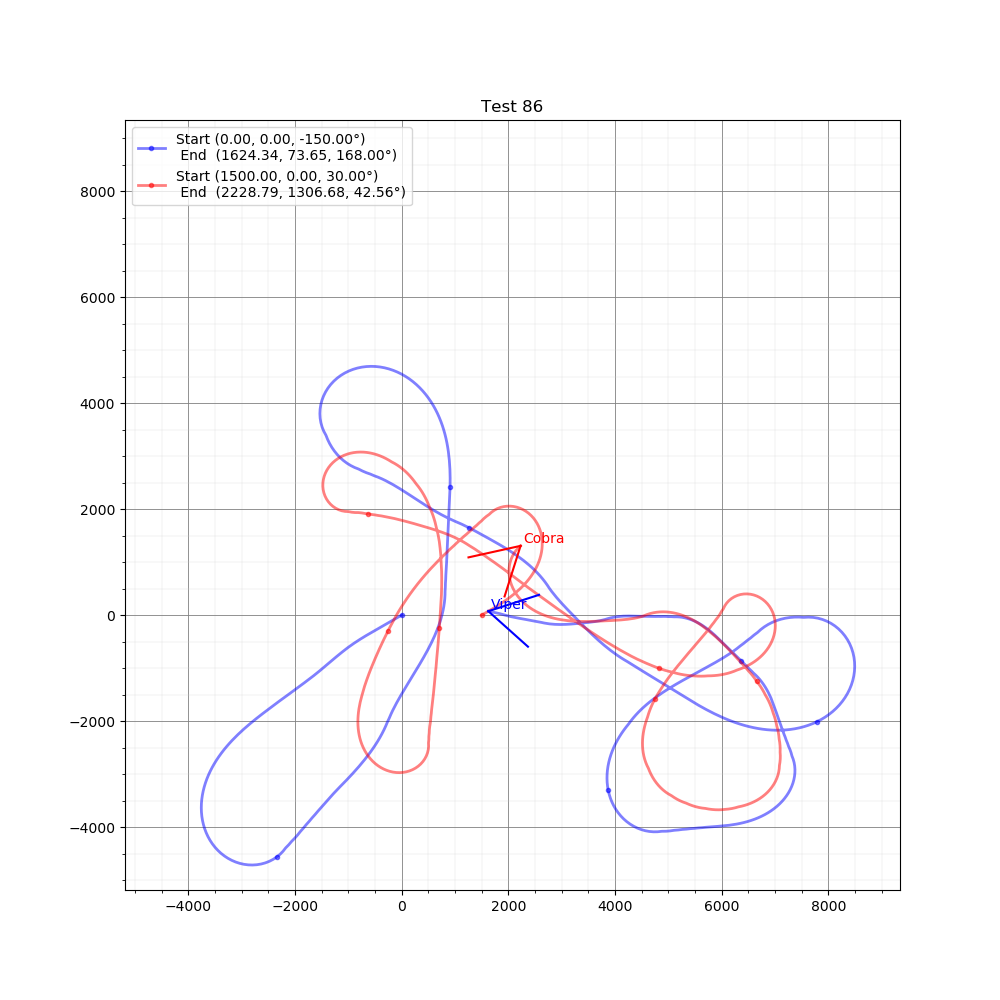 Test 86
Start (0.00, 0.00, -150.00°)
End (1624.34, 73.65, 168.00°)
Start (1500.00, 0.00, 30.00°)
End (2228.79, 1306.68, 42.56°)
8000
6000
4000
2000
0
−2000
−4000
Cobra
Viper
−4000 −2000 0 2000 4000 6000 8000